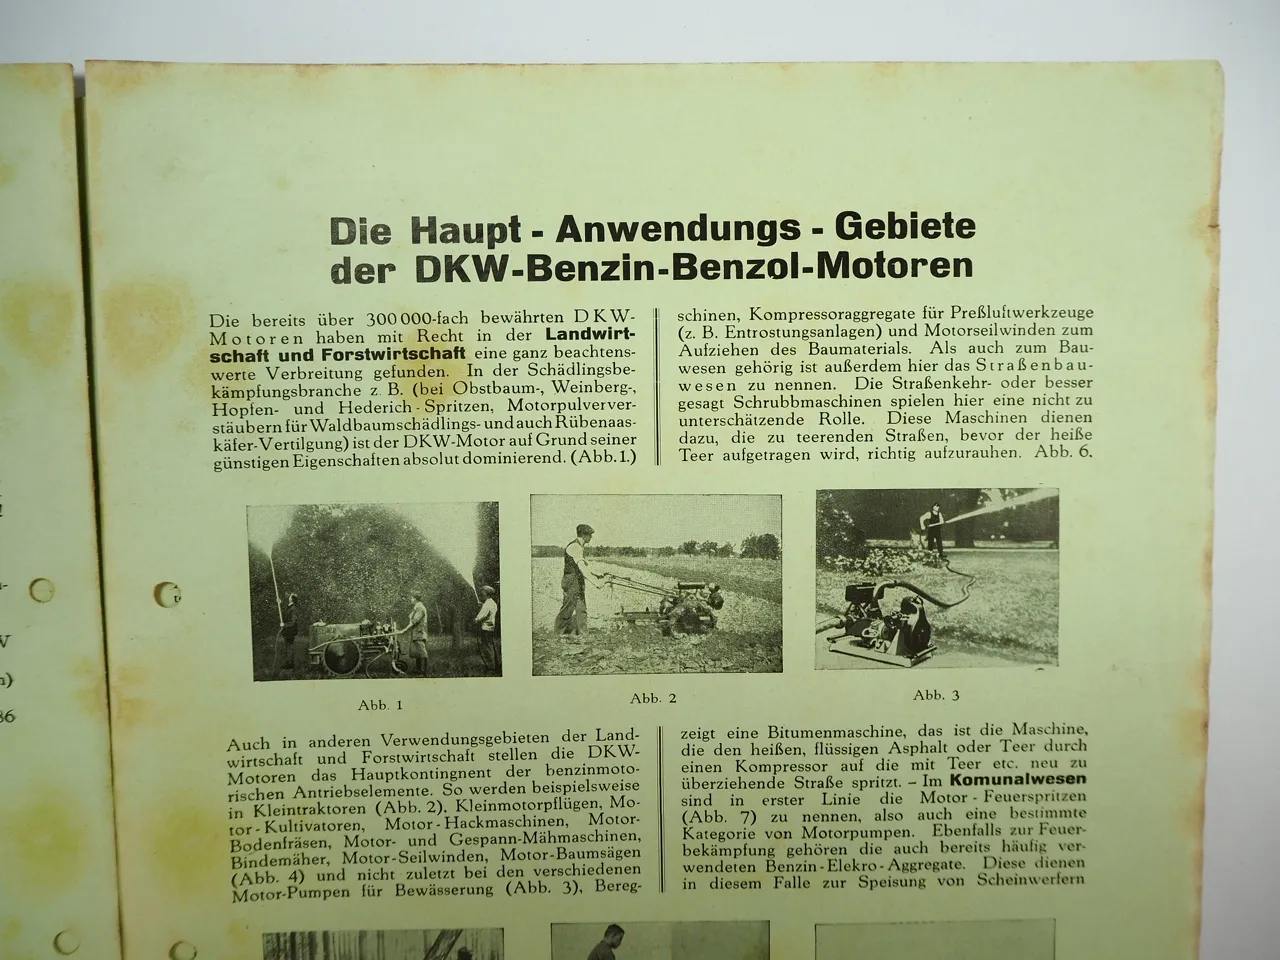 Die Haupt - Anwendungs - Gebiete
der DKW-Benzin-Benzol-Motoren
Die bereits über 300 000-fach bewährten DKW-
Motoren haben mit Recht in der Landwirt-
schaft und Forstwirtschaft eine ganz beachtens-
werte Verbreitung gefunden. In der Schädlingsbe-
kämpfungsbranche z. B. (bei Obstbaum-, Weinberg-,
Hopfen- und Hederich - Spritzen, Motorpulverver-
stäubern für Waldbaumschädlings- und auch Rübenaas-
käfer-Vertilgung) ist der DKW-Motor auf Grund seiner
günstigen Eigenschaften absolut dominierend. (Abb. 1.)
schinen, Kompressoraggregate für Preßluftwerkzeuge
(z. B. Entrostungsanlagen) und Motorseilwinden zum
Aufziehen des Baumaterials. Als auch zum Bau-
wesen gehörig ist außerdem hier das Straßenbau-
wesen zu nennen. Die Straßenkehr- oder besser
gesagt Schrubbmaschinen spielen hier eine nicht zu
unterschätzende Rolle. Diese Maschinen dienen
dazu, die zu teerenden Straßen, bevor der heiße
Teer aufgetragen wird, richtig aufzurauhen. Abb. 6.
Abb. 1
Abb. 2
Abb. 3
Auch in anderen Verwendungsgebieten der Land-
wirtschaft und Forstwirtschaft stellen die DKW-
Motoren das Hauptkontingnent der benzinmoto-
rischen Antriebselemente. So werden beispielsweise
in Kleintraktoren (Abb. 2), Kleinmotorpflügen, Mo-
tor - Kultivatoren, Motor - Hackmaschinen, Motor-
Bodenfräsen, Motor- und Gespann-Mähmaschinen,
Bindemäher, Motor-Seilwinden, Motor-Baumsägen
(Abb. 4) und nicht zuletzt bei den verschiedenen
Motor-Pumpen für Bewässerung (Abb. 3), Bereg-
zeigt eine Bitumenmaschine, das ist die Maschine,
die den heißen, flüssigen Asphalt oder Teer durch
einen Kompressor auf die mit Teer etc. neu zu
überziehende Straße spritzt. – Im Komunalwesen
sind in erster Linie die Motor - Feuerspritzen
(Abb. 7) zu nennen, also auch eine bestimmte
Kategorie von Motorpumpen. Ebenfalls zur Feuer-
bekämpfung gehören die auch bereits häufig ver-
wendeten Benzin - Elekro - Aggregate. Diese dienen
in diesem Falle zur Speisung von Scheinwerfern